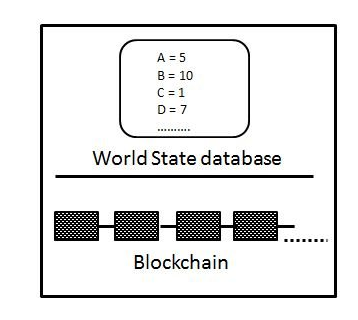 A = 5
B = 10
C = 1
D = 7
..........
World State database
Blockchain